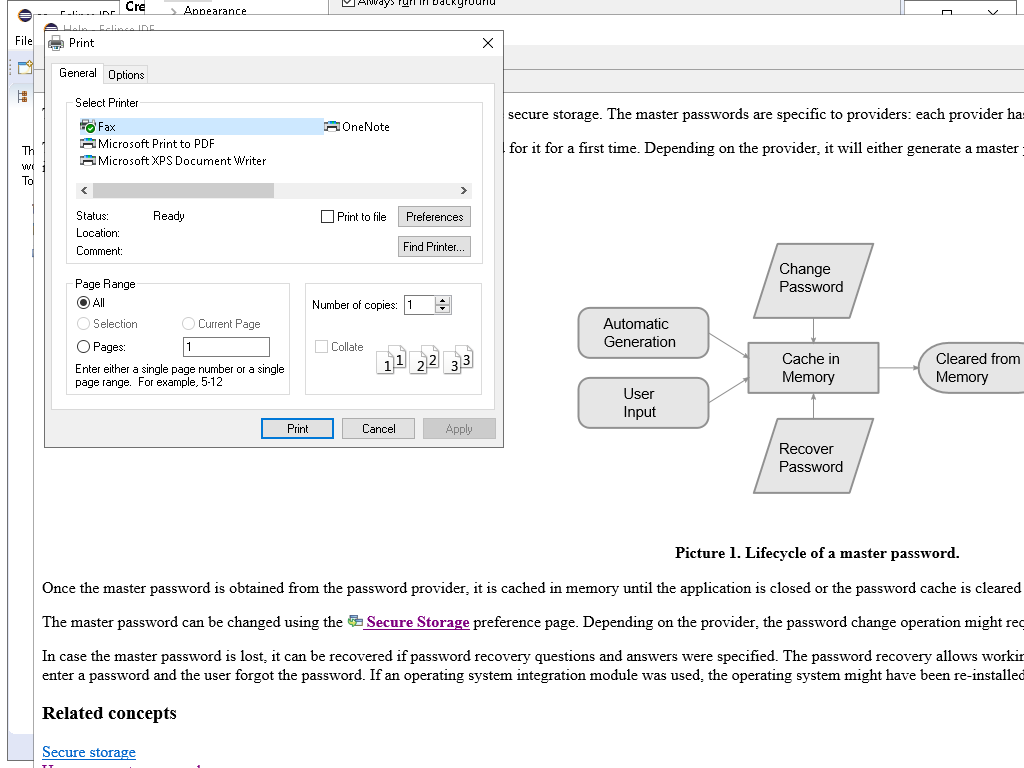 Cre
Appearance
Always run in background
Eclipse IDE
Help - Eclipse IDE
File
Print
General
Options
Select Printer
Fax
OneNote
Microsoft Print to PDF
Microsoft XPS Document Writer
Status: Ready
Print to file
Preferences
Location:
Comment:
Find Printer...
Page Range
All
Selection
Current Page
Pages: 1
Enter either a single page number or a single
page range. For example, 5-12
Number of copies: 1
Collate
1 1 2 2 3 3
Print
Cancel
Apply
secure storage. The master passwords are specific to providers: each provider has
for it for a first time. Depending on the provider, it will either generate a master
Th
wo
To
Change
Password
Automatic
Generation
Cache in
Memory
Cleared from
Memory
User
Input
Recover
Password
Picture 1. Lifecycle of a master password.
Once the master password is obtained from the password provider, it is cached in memory until the application is closed or the password cache is cleared
The master password can be changed using the Secure Storage preference page. Depending on the provider, the password change operation might req
In case the master password is lost, it can be recovered if password recovery questions and answers were specified. The password recovery allows workin
enter a password and the user forgot the password. If an operating system integration module was used, the operating system might have been re-installed
Related concepts
Secure storage